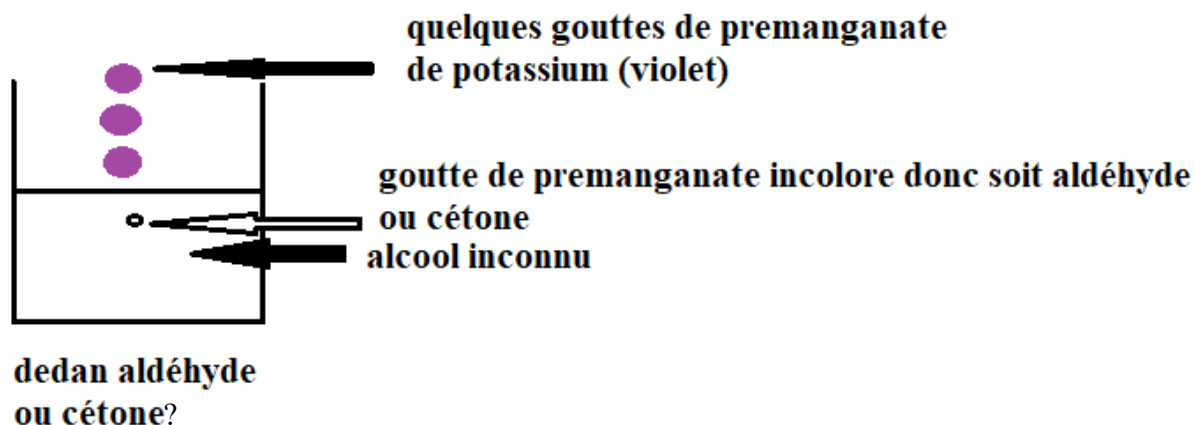 quelques gouttes de premanganate
de potassium (violet)
goutte de premanganate incolore donc soit aldéhyde
ou cétone
alcool inconnu
dedan aldéhyde
ou cétone?